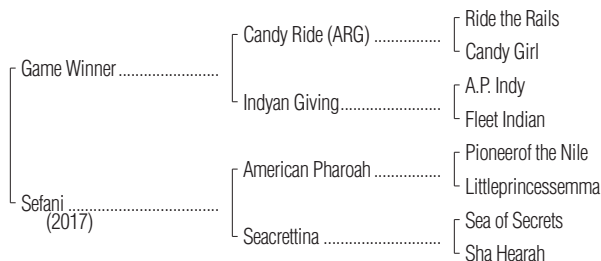 Ride the Rails
Candy Ride (ARG) ...................
Candy Girl
Game Winner ............................
A.P. Indy
Indyan Giving............................
Fleet Indian
Pioneerof the Nile
American Pharoah ...................
Littleprincessemma
Sefani ..........................................
(2017)
Sea of Secrets
Seacrettina .................................
Sha Hearah